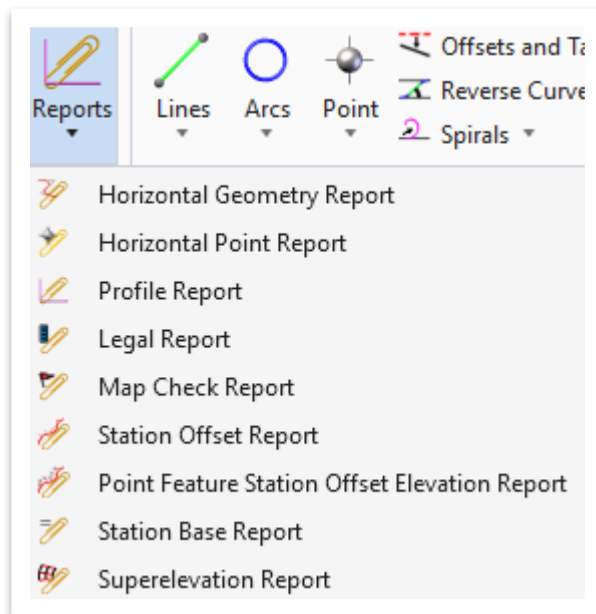 Reports
Lines
Arcs
Point
Offsets and Ta
Reverse Curve
Spirals
Horizontal Geometry Report
Horizontal Point Report
Profile Report
Legal Report
Map Check Report
Station Offset Report
Point Feature Station Offset Elevation Report
Station Base Report
Superelevation Report